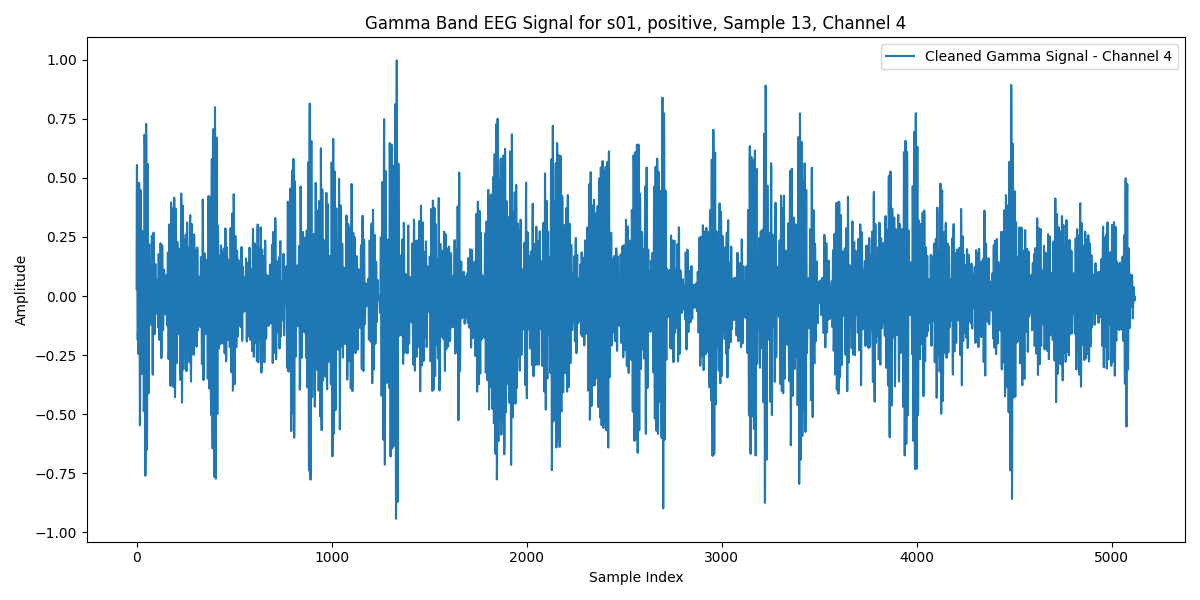 Gamma Band EEG Signal for s01, positive, Sample 13, Channel 4
Cleaned Gamma Signal - Channel 4
1.00
0.75
0.50
0.25
0.00
−0.25
−0.50
−0.75
−1.00
Amplitude
0 1000 2000 3000 4000 5000
Sample Index